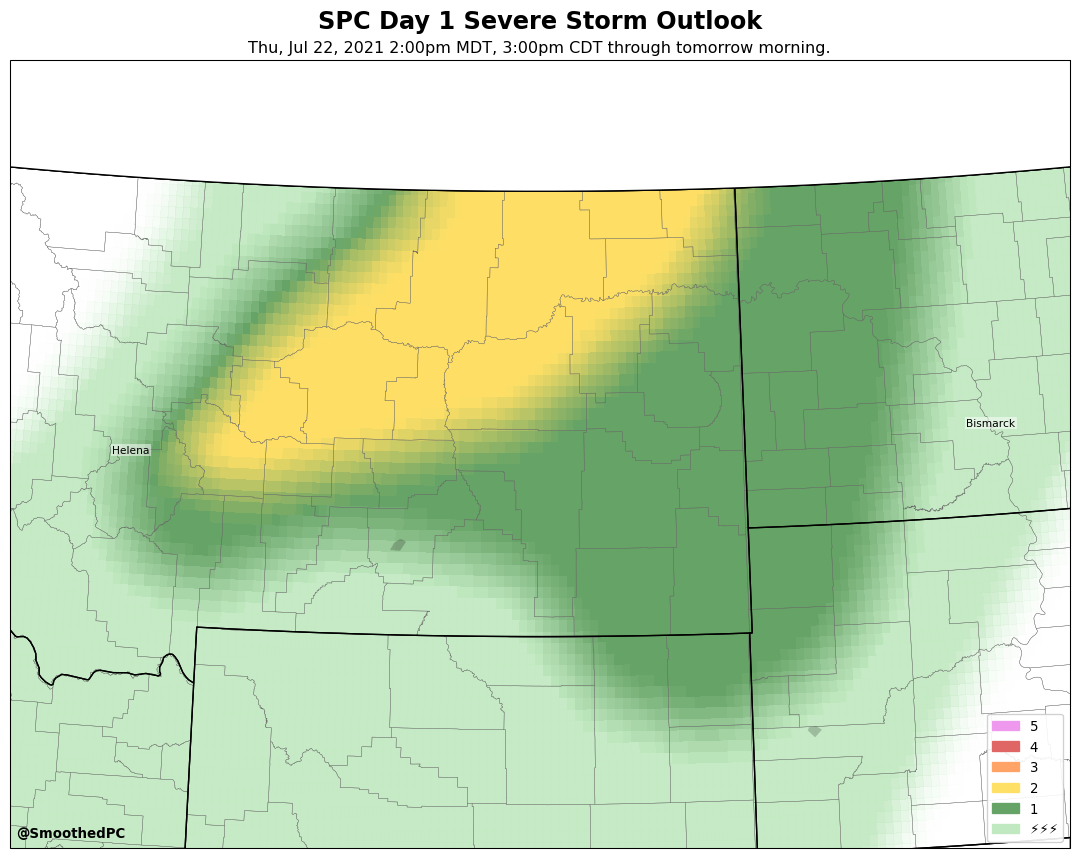 SPC Day 1 Severe Storm Outlook
Thu, Jul 22, 2021 2:00pm MDT, 3:00pm CDT through tomorrow morning.
Bismarck
Helena
5
4
3
2
1
⚡⚡⚡
@SmoothedPC